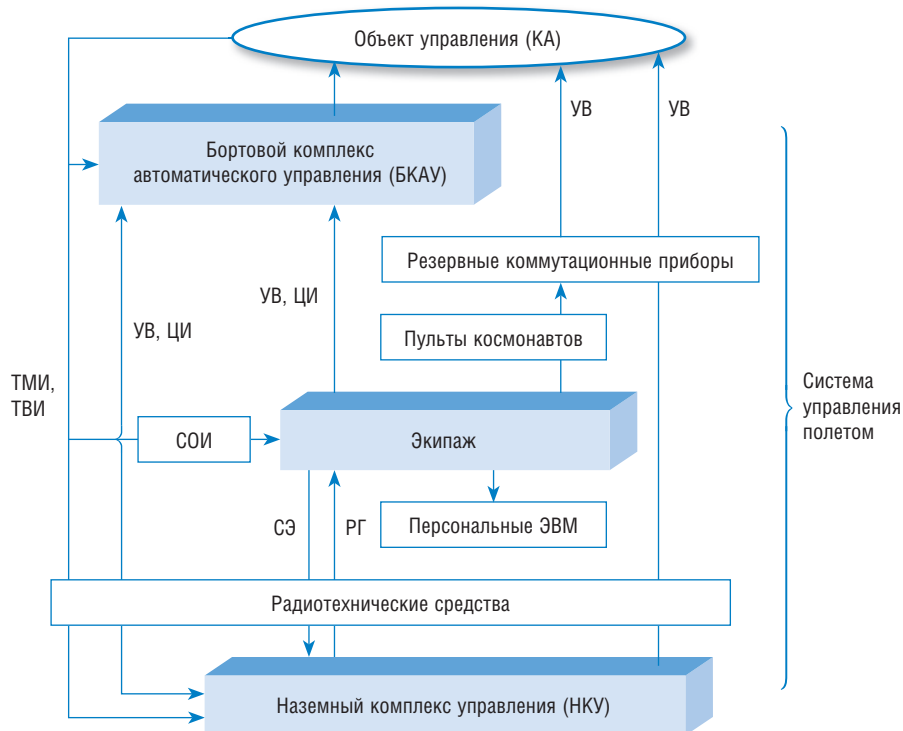 Объект управления (КА)
УВ
УВ
Бортовой комплекс
автоматического управления (БКАУ)
Резервные коммутационные приборы
УВ, ЦИ
УВ, ЦИ
Пульты космонавтов
ТМИ,
ТВИ
Система
управления
полетом
СОИ
Экипаж
СЭ
РГ
Персональные ЭВМ
Радиотехнические средства
Наземный комплекс управления (НКУ)